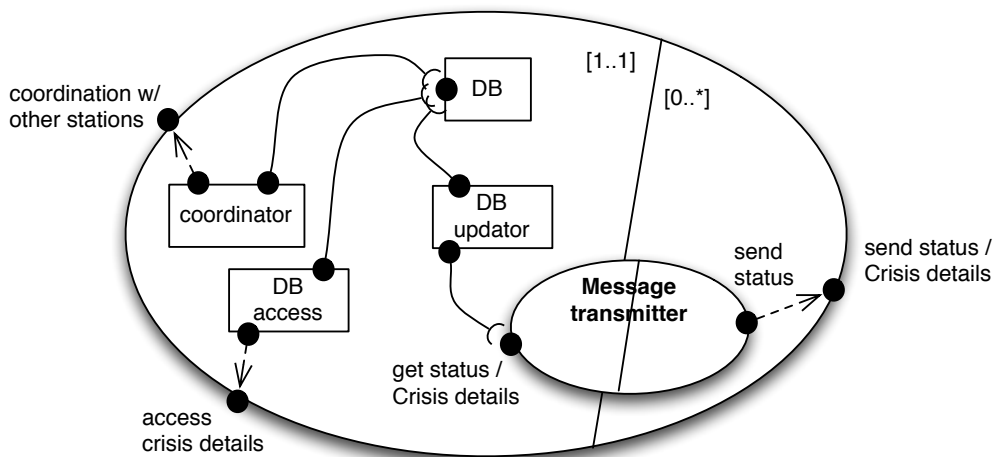 [1..1]
[0..*]
coordination w/
other stations
DB
coordinator
DB
updator
DB
access
send
status
send status /
Crisis details
Message
transmitter
get status /
Crisis details
access
crisis details